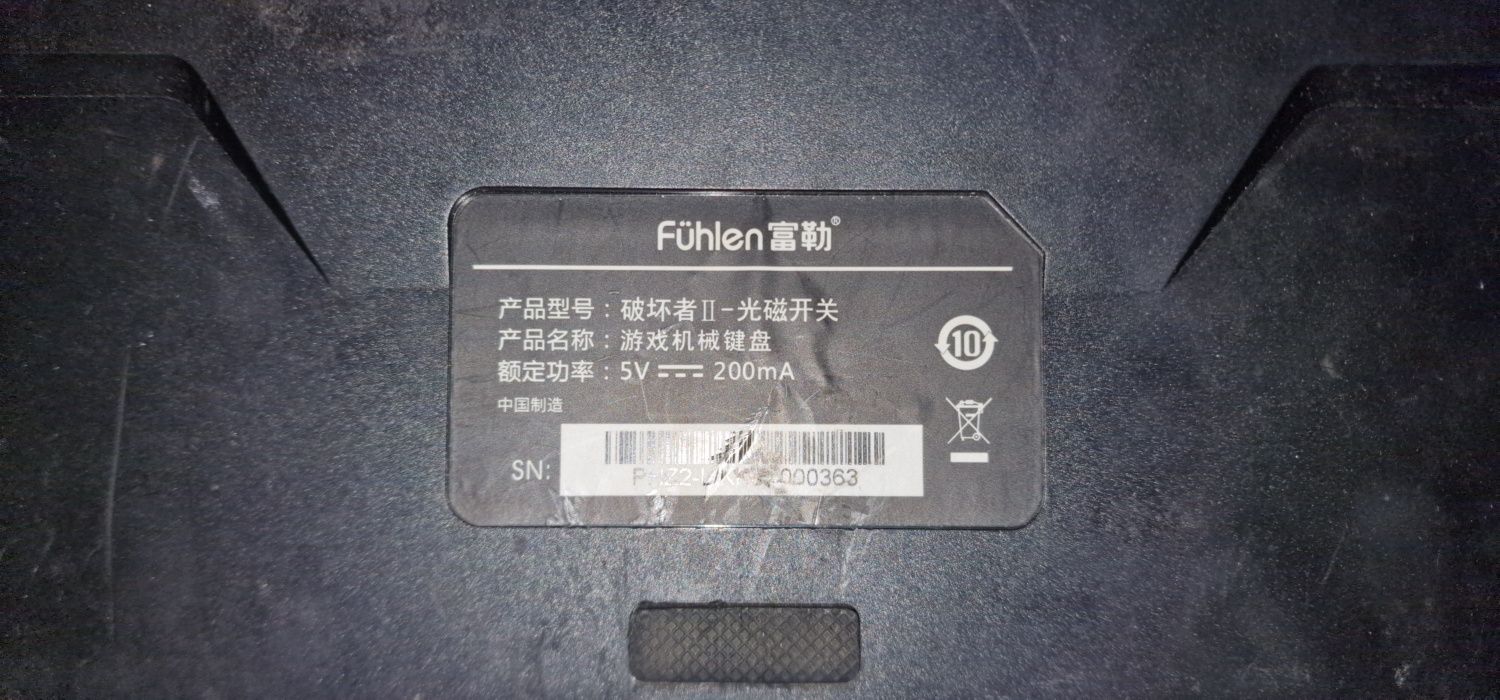 Fühlen富勒®
产品型号：破坏者Ⅱ-光磁开关
产品名称：游戏机械键盘
额定功率：5V 200mA
中国制造
10
SN:
000363